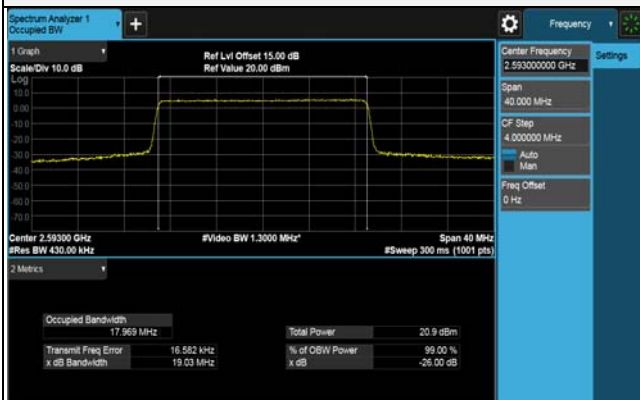 Spectrum Analyzer 1
Occupied BW
Frequency
1 Graph
Scale/Div 10.0 dB
Ref Lvl Offset 15.00 dB
Ref Value 20.00 dBm
Log
10.0
0.00
-10.0
-20.0
-30.0
-40.0
-50.0
-60.0
-70.0
Center 2.59300 GHz
#Video BW 1.3000 MHz*
Span 40 MHz
#Res BW 430.00 kHz
#Sweep 300 ms (1001 pts)
2 Metrics
Occupied Bandwidth
17.969 MHz
Total Power 20.9 dBm
Transmit Freq Error 16.582 kHz
% of OBW Power 99.00 %
x dB Bandwidth 19.03 MHz
x dB -26.00 dB
Center Frequency
2.593000000 GHz
Settings
Span
40.000 MHz
CF Step
4.000000 MHz
Auto
Man
Freq Offset
0 Hz